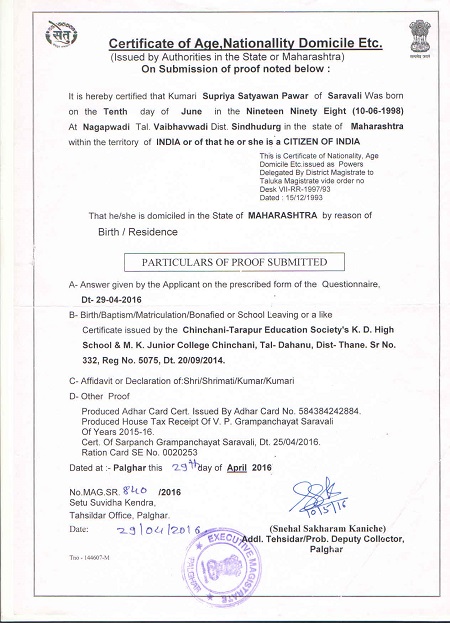 सेतु
Certificate of Age,Nationallity Domicile Etc.
(Issued by Authorities in the State or Maharashtra)
On Submission of proof noted below :
It is hereby certified that Kumari Supriya Satyawan Pawar of Saravali Was born
on the Tenth day of June in the Nineteen Ninety Eight (10-06-1998)
At Nagapwadi Tal. Vaibhavwadi Dist. Sindhudurg in the state of Maharashtra
within the territory of INDIA or of that he or she is a CITIZEN OF INDIA
This is Certificate of Nationality, Age
Domicile Etc.issued as Powers
Delegated By District Magistrate to
Taluka Magistrate vide order no
Desk VII-RR-1997/93
Dated : 15/12/1993
That he/she is domiciled in the State of MAHARASHTRA by reason of
Birth / Residence
PARTICULARS OF PROOF SUBMITTED
A- Answer given by the Applicant on the prescribed form of the Questionnaire,
Dt- 29-04-2016
B- Birth/Baptism/Matriculation/Bonafied or School Leaving or a like
Certificate issued by the Chinchani-Tarapur Education Society's K. D. High
School & M. K. Junior College Chinchani, Tal- Dahanu, Dist- Thane. Sr No.
332, Reg No. 5075, Dt. 20/09/2014.
C- Affidavit or Declaration of:Shri/Shrimati/Kumar/Kumari
D- Other Proof
Produced Adhar Card Cert. Issued By Adhar Card No. 584384242884.
Produced House Tax Receipt Of V. P. Grampanchayat Saravali
Of Years 2015-16.
Cert. Of Sarpanch Grampanchayat Saravali, Dt. 25/04/2016.
Ration Card SE No. 0020253
Dated at :- Palghar this 29th day of April 2016
No.MAG.SR. 840 /2016
Setu Suvidha Kendra,
Tahsildar Office, Palghar.
Date: 29/04/2016
10/5/16
(Snehal Sakharam Kaniche)
Addl. Tehsidar/Prob. Deputy Colloctor,
Palghar
EXECUTIVE MAGISTRATE
PALGHAR
Tno - 144607-M